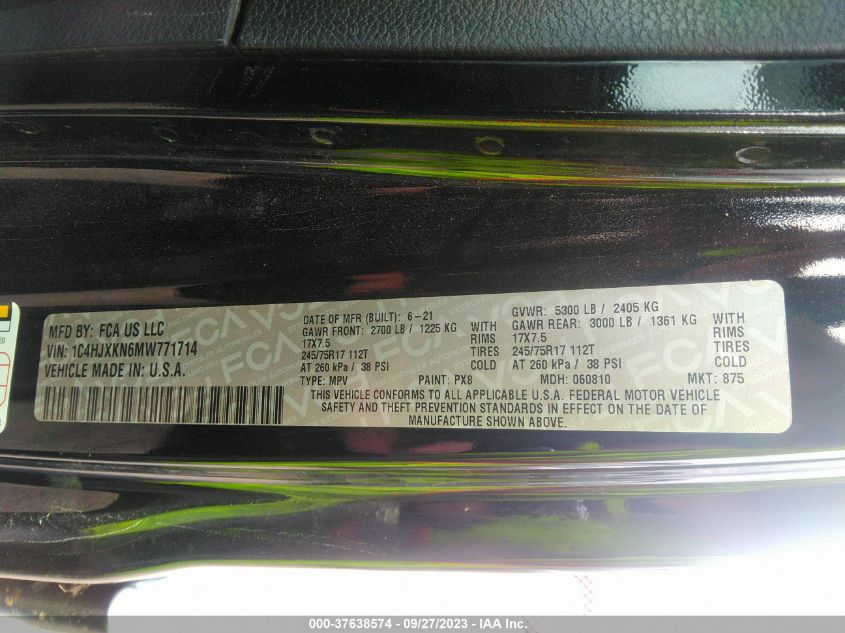 MFD BY: FCA US LLC
VIN: 1C4HJXKN6MW771714
VEHICLE MADE IN: U.S.A.
DATE OF MFR (BUILT): 6-21
GAWR FRONT: 2700 LB / 1225 KG WITH
17X7.5 RIMS
245/75R17 112T TIRES
AT 260 kPa / 38 PSI COLD
GVWR: 5300 LB / 2405 KG
GAWR REAR: 3000 LB / 1361 KG WITH
17X7.5 RIMS
245/75R17 112T TIRES
AT 260 kPa / 38 PSI COLD
TYPE: MPV PAINT: PX8 MDH: 060810 MKT: 875
THIS VEHICLE CONFORMS TO ALL APPLICABLE U.S.A. FEDERAL MOTOR VEHICLE
SAFETY AND THEFT PREVENTION STANDARDS IN EFFECT ON THE DATE OF
MANUFACTURE SHOWN ABOVE.
000-37638574 - 09/27/2023 - IAA Inc.